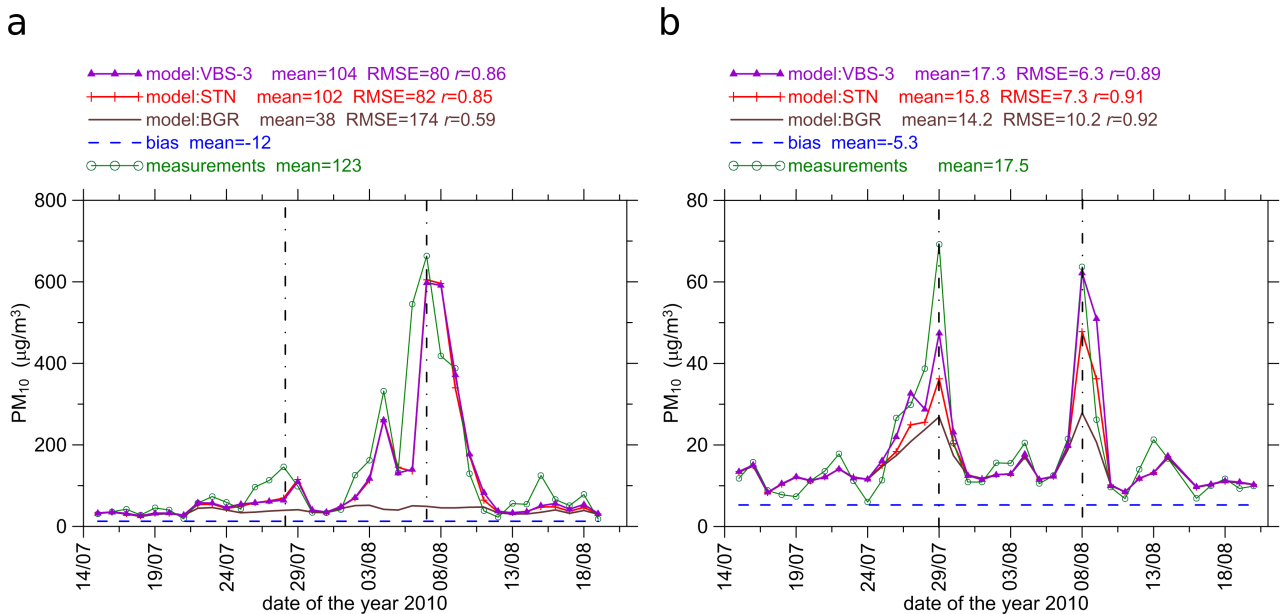 a
model:VBS-3 mean=104 RMSE=80 r=0.86
model:STN mean=102 RMSE=82 r=0.85
model:BGR mean=38 RMSE=174 r=0.59
bias mean=-12
measurements mean=123
800
600
400
200
0
PM10 (µg/m³)
14/07 19/07 24/07 29/07 03/08 08/08 13/08 18/08
date of the year 2010
b
model:VBS-3 mean=17.3 RMSE=6.3 r=0.89
model:STN mean=15.8 RMSE=7.3 r=0.91
model:BGR mean=14.2 RMSE=10.2 r=0.92
bias mean=-5.3
measurements mean=17.5
80
60
40
20
0
PM10 (µg/m³)
14/07 19/07 24/07 29/07 03/08 08/08 13/08 18/08
date of the year 2010